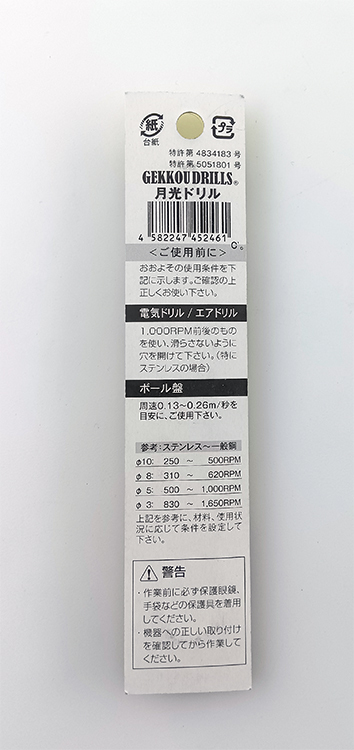 紙
台紙
プラ
特許第 4834183 号
特許第 5051801 号
GEKKOU DRILLS®
月光ドリル
4 582247 452461
<ご使用前に>
おおよその使用条件を下
記に示します。ご確認の上
正しくお使い下さい。
電気ドリル / エアドリル
1,000RPM前後のもの
を使い、滑らさないように
穴を開けて下さい。(特に
ステンレスの場合)
ボール盤
周速0.13〜0.26m/秒を
目安に、ご使用下さい。
参考:ステンレス〜一般鋼
φ10: 250 〜 500RPM
φ 8: 310 〜 620RPM
φ 5: 500 〜 1,000RPM
φ 3: 830 〜 1,650RPM
上記を参考に、材料、使用状
況に応じて条件を設定して
下さい。
警告
・作業前に必ず保護眼鏡、
手袋などの保護具を着用
してください。
・機器への正しい取り付け
を確認してから作業して
ください。